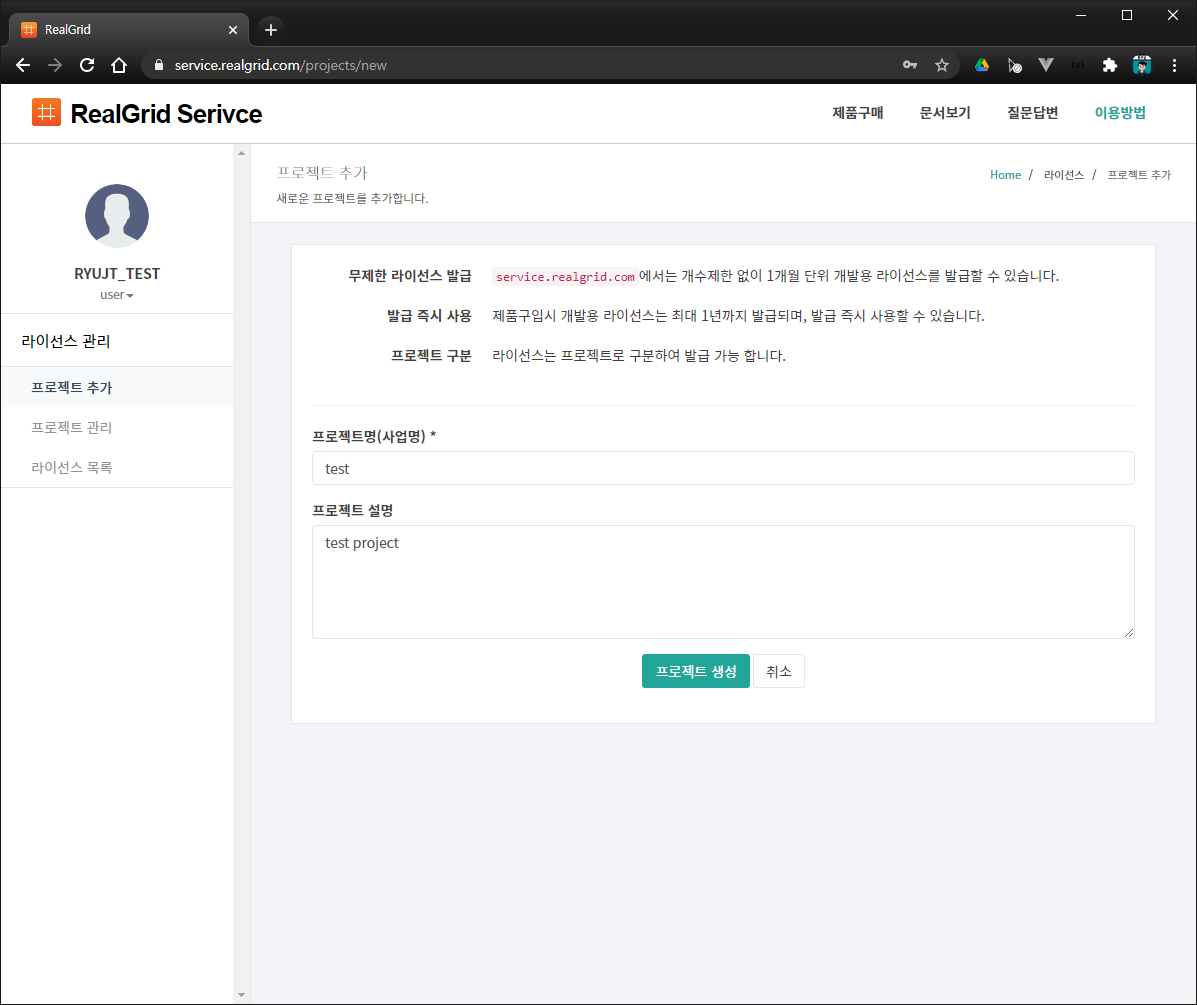 RealGrid
service.realgrid.com/projects/new
RealGrid Serivce
제품구매 문서보기 질문답변 이용방법
프로젝트 추가
Home / 라이선스 / 프로젝트 추가
새로운 프로젝트를 추가합니다.
RYUJT_TEST
user
라이선스 관리
프로젝트 추가
프로젝트 관리
라이선스 목록
무제한 라이선스 발급 service.realgrid.com 에서는 개수제한 없이 1개월 단위 개발용 라이선스를 발급할 수 있습니다.
발급 즉시 사용 제품구입시 개발용 라이선스는 최대 1년까지 발급되며, 발급 즉시 사용할 수 있습니다.
프로젝트 구분 라이선스는 프로젝트로 구분하여 발급 가능 합니다.
프로젝트명(사업명) *
test
프로젝트 설명
test project
프로젝트 생성 취소